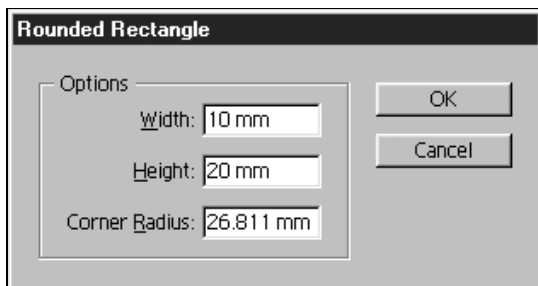 Rounded Rectangle
Options
Width: 10 mm
OK
Height: 20 mm
Cancel
Corner Radius: 26.811 mm